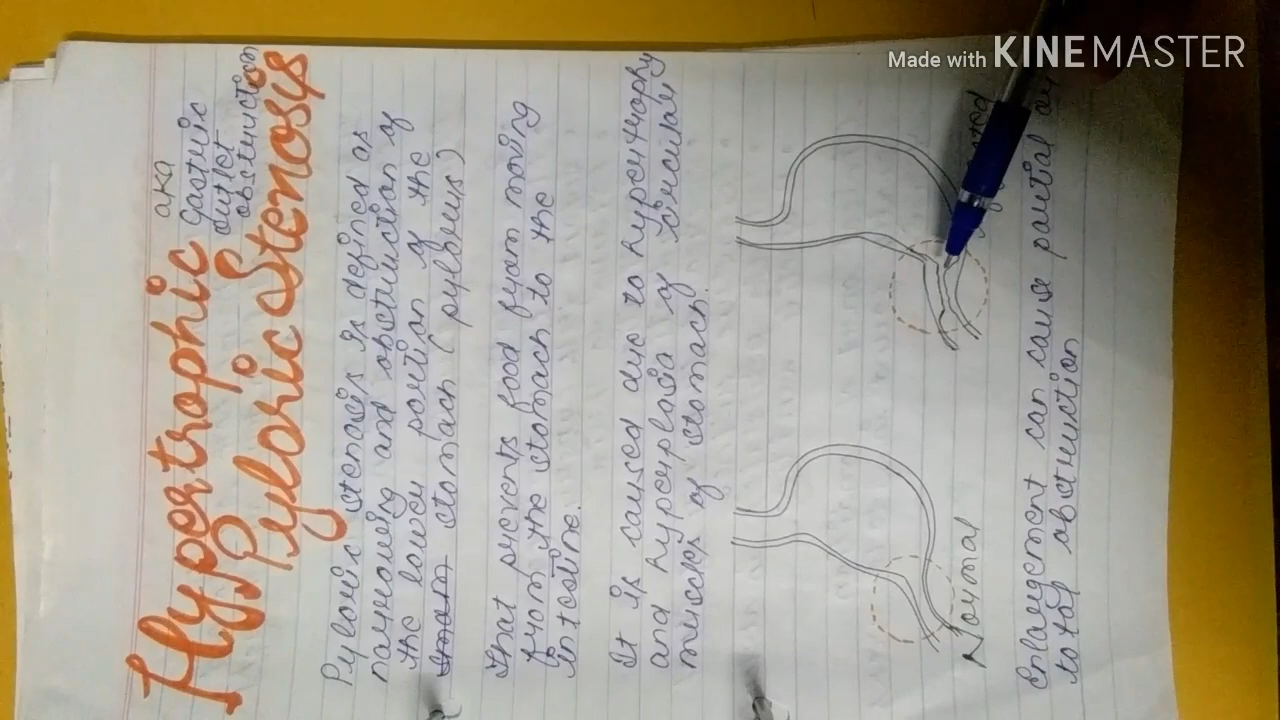 Hypertrophic
Pyloric Stenosis
aka
Gastric
outlet
obstruction
Pyloric stenosis is defined as
narrowing and obstruction of
the lower portion of the
stomach (pylorus)
that prevents food from moving
from the stomach to the
intestine.
It is caused due to hypertrophy
and hyperplasia of circular
muscles of stomach.
Normal
Enlargement can cause partial or
total obstruction
Made with KINEMASTER